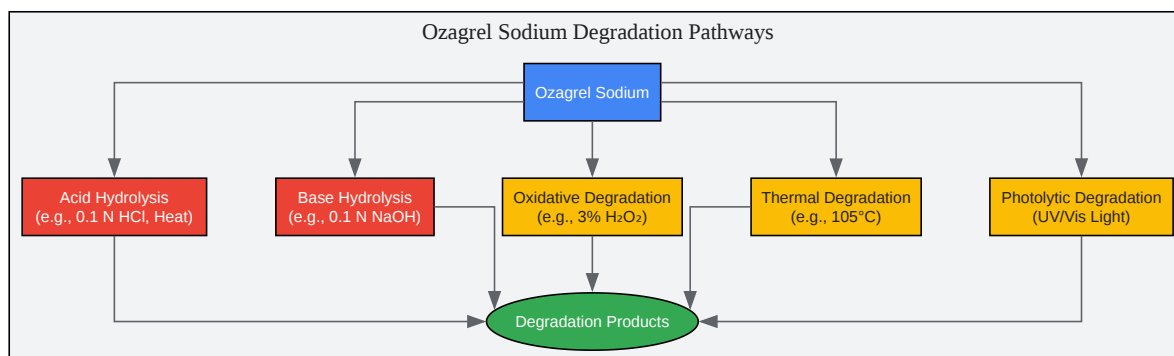 Ozagrel Sodium Degradation Pathways
Ozagrel Sodium
Acid Hydrolysis
(e.g., 0.1 N HCl, Heat)
Base Hydrolysis
(e.g., 0.1 N NaOH)
Oxidative Degradation
(e.g., 3% H₂O₂)
Thermal Degradation
(e.g., 105°C)
Photolytic Degradation
(UV/Vis Light)
Degradation Products